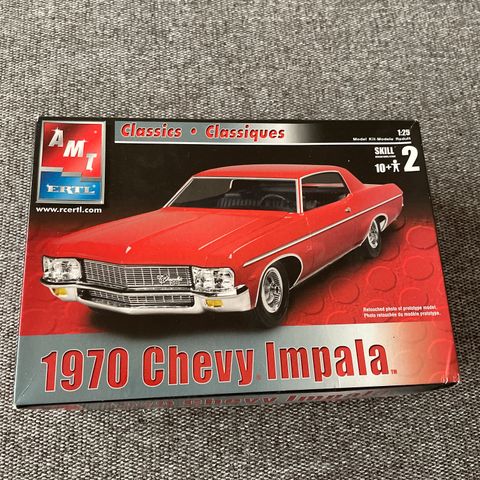 AMT
ERTL
www.rcertl.com
Classics • Classiques
1:25
SKILL
2
10+
Retouched photo of prototype model.
Photo retouchée du modèle prototype.
1970 Chevy Impala™